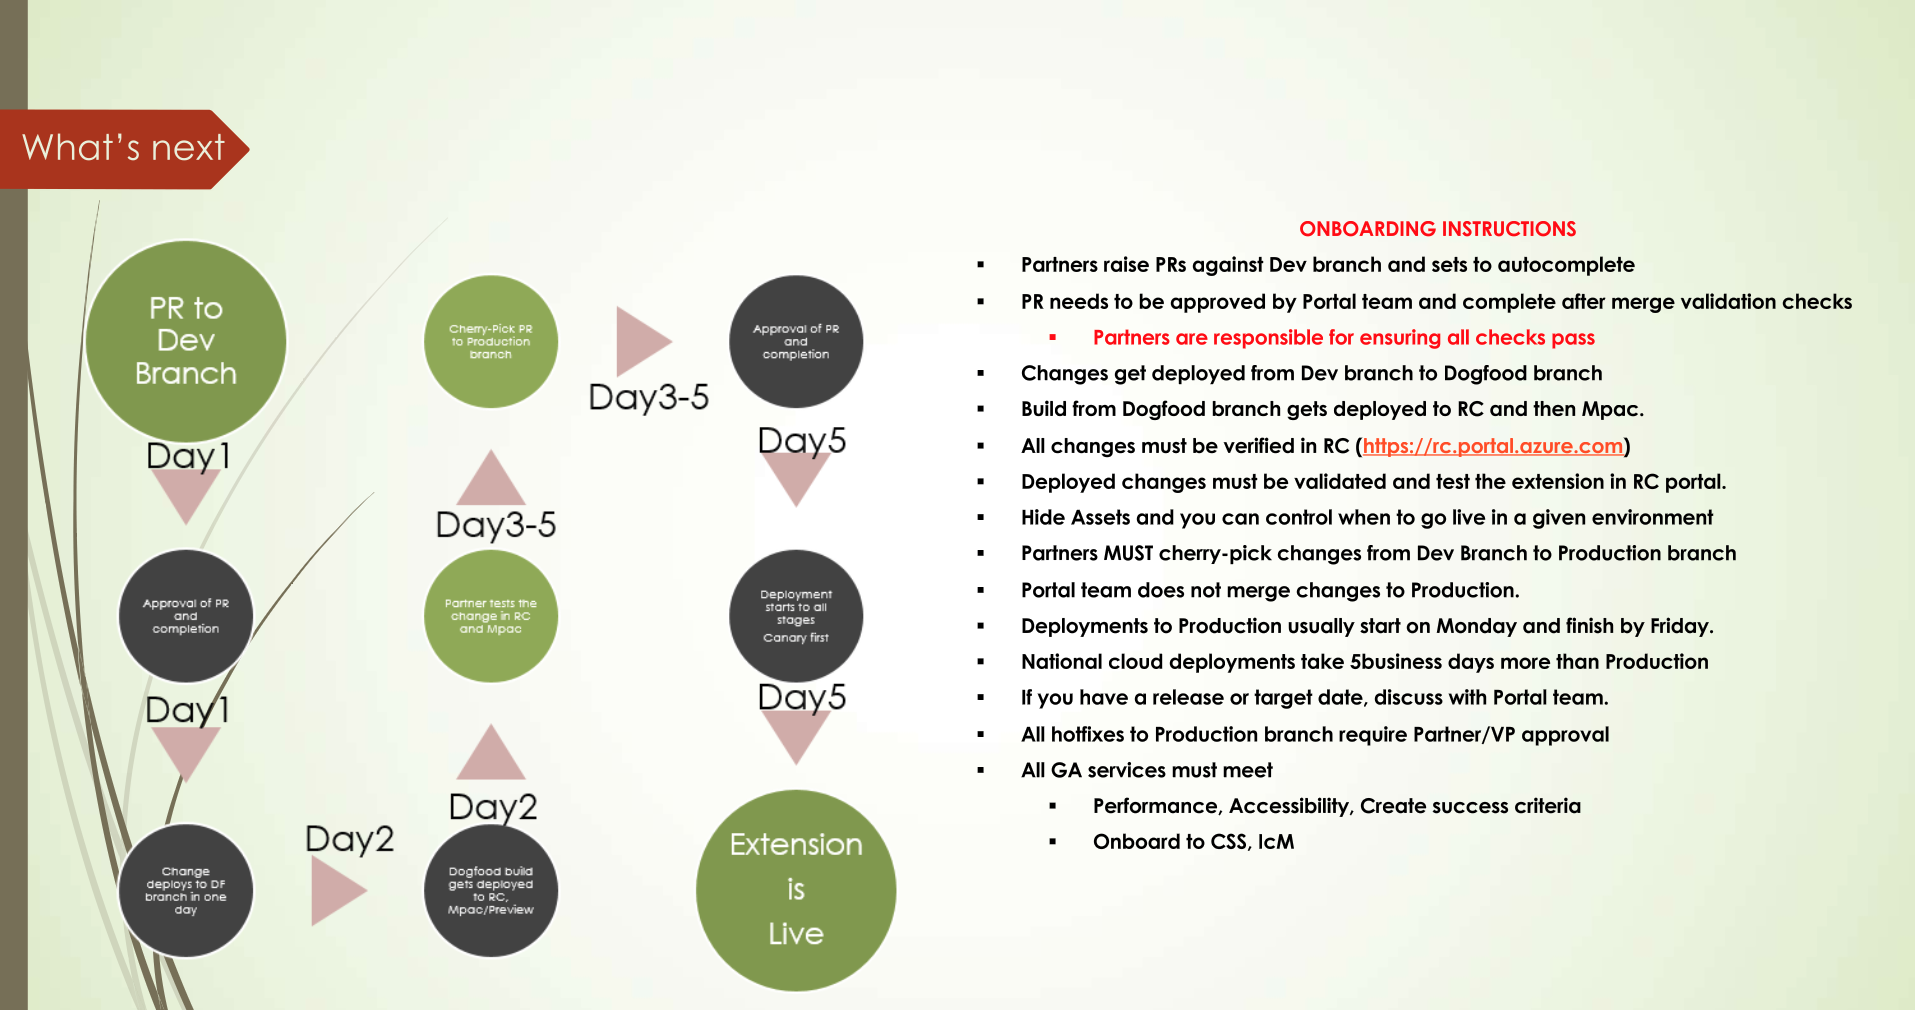 What's next
PR to
Dev
Branch
Day1
Approval of PR
and
completion
Day1
Change
deploys to DF
branch in one
day
Day2
Dogfood build
gets deployed
to RC,
Mpac/Preview
Day2
Partner tests the
change in RC
and Mpac
Day3-5
Cherry-Pick PR
to Production
branch
Day3-5
Approval of PR
and
completion
Day5
Deployment
starts to all
stages
Canary first
Day5
Extension
is
Live
ONBOARDING INSTRUCTIONS
▪ Partners raise PRs against Dev branch and sets to autocomplete
▪ PR needs to be approved by Portal team and complete after merge validation checks
▪ Partners are responsible for ensuring all checks pass
▪ Changes get deployed from Dev branch to Dogfood branch
▪ Build from Dogfood branch gets deployed to RC and then Mpac.
▪ All changes must be verified in RC (https://rc.portal.azure.com)
▪ Deployed changes must be validated and test the extension in RC portal.
▪ Hide Assets and you can control when to go live in a given environment
▪ Partners MUST cherry-pick changes from Dev Branch to Production branch
▪ Portal team does not merge changes to Production.
▪ Deployments to Production usually start on Monday and finish by Friday.
▪ National cloud deployments take 5business days more than Production
▪ If you have a release or target date, discuss with Portal team.
▪ All hotfixes to Production branch require Partner/VP approval
▪ All GA services must meet
▪ Performance, Accessibility, Create success criteria
▪ Onboard to CSS, IcM